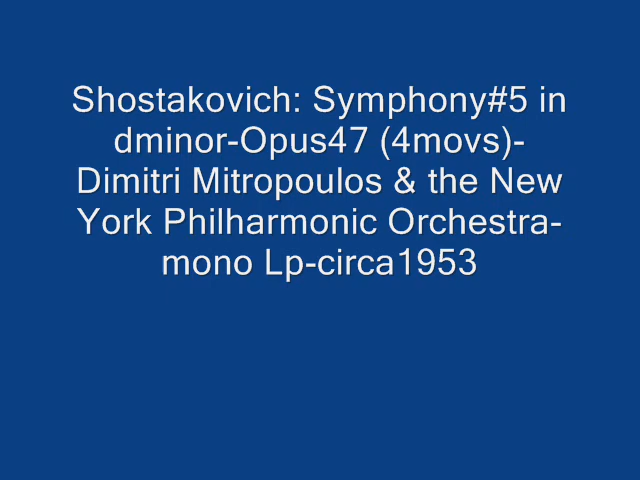 Shostakovich: Symphony#5 in
dminor-Opus47 (4movs)-
Dimitri Mitropoulos & the New
York Philharmonic Orchestra-
mono Lp-circa1953